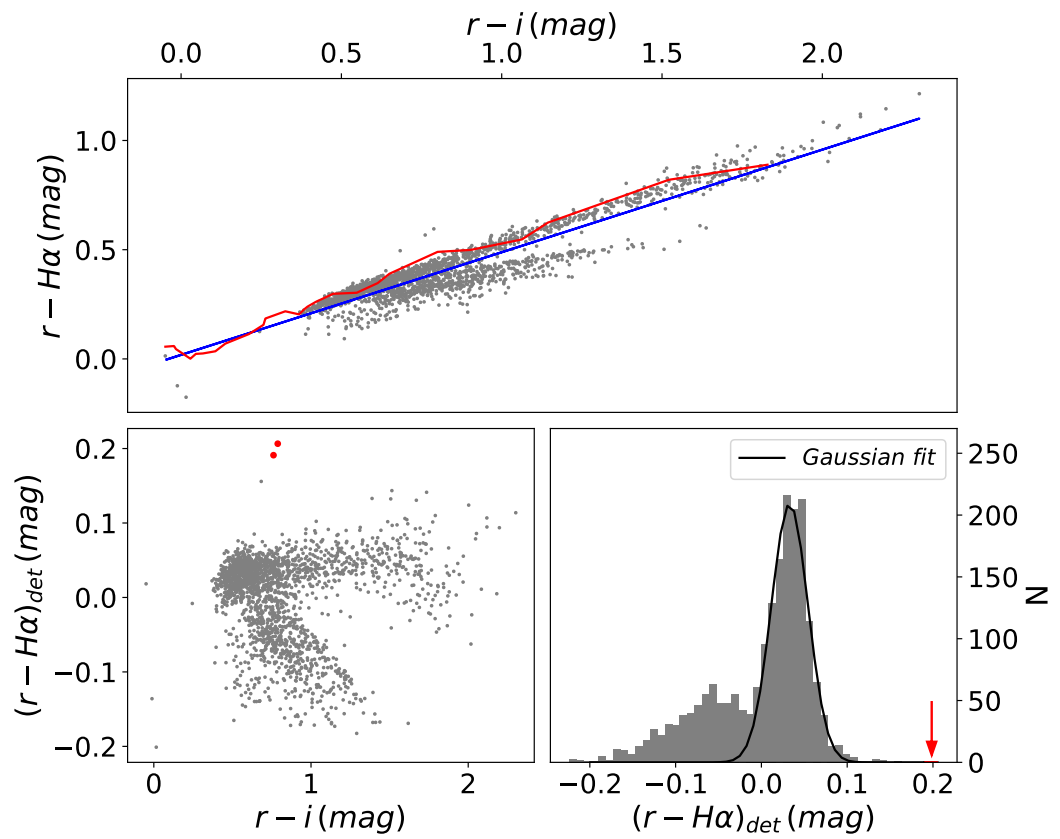 r − i (mag)
0.0 0.5 1.0 1.5 2.0
r − Hα (mag)
1.0
0.5
0.0
(r − Hα)det (mag)
0.2
0.1
0.0
−0.1
−0.2
0 1 2
r − i (mag)
Gaussian fit
250
200
150
100
50
0
N
−0.2 −0.1 0.0 0.1 0.2
(r − Hα)det (mag)